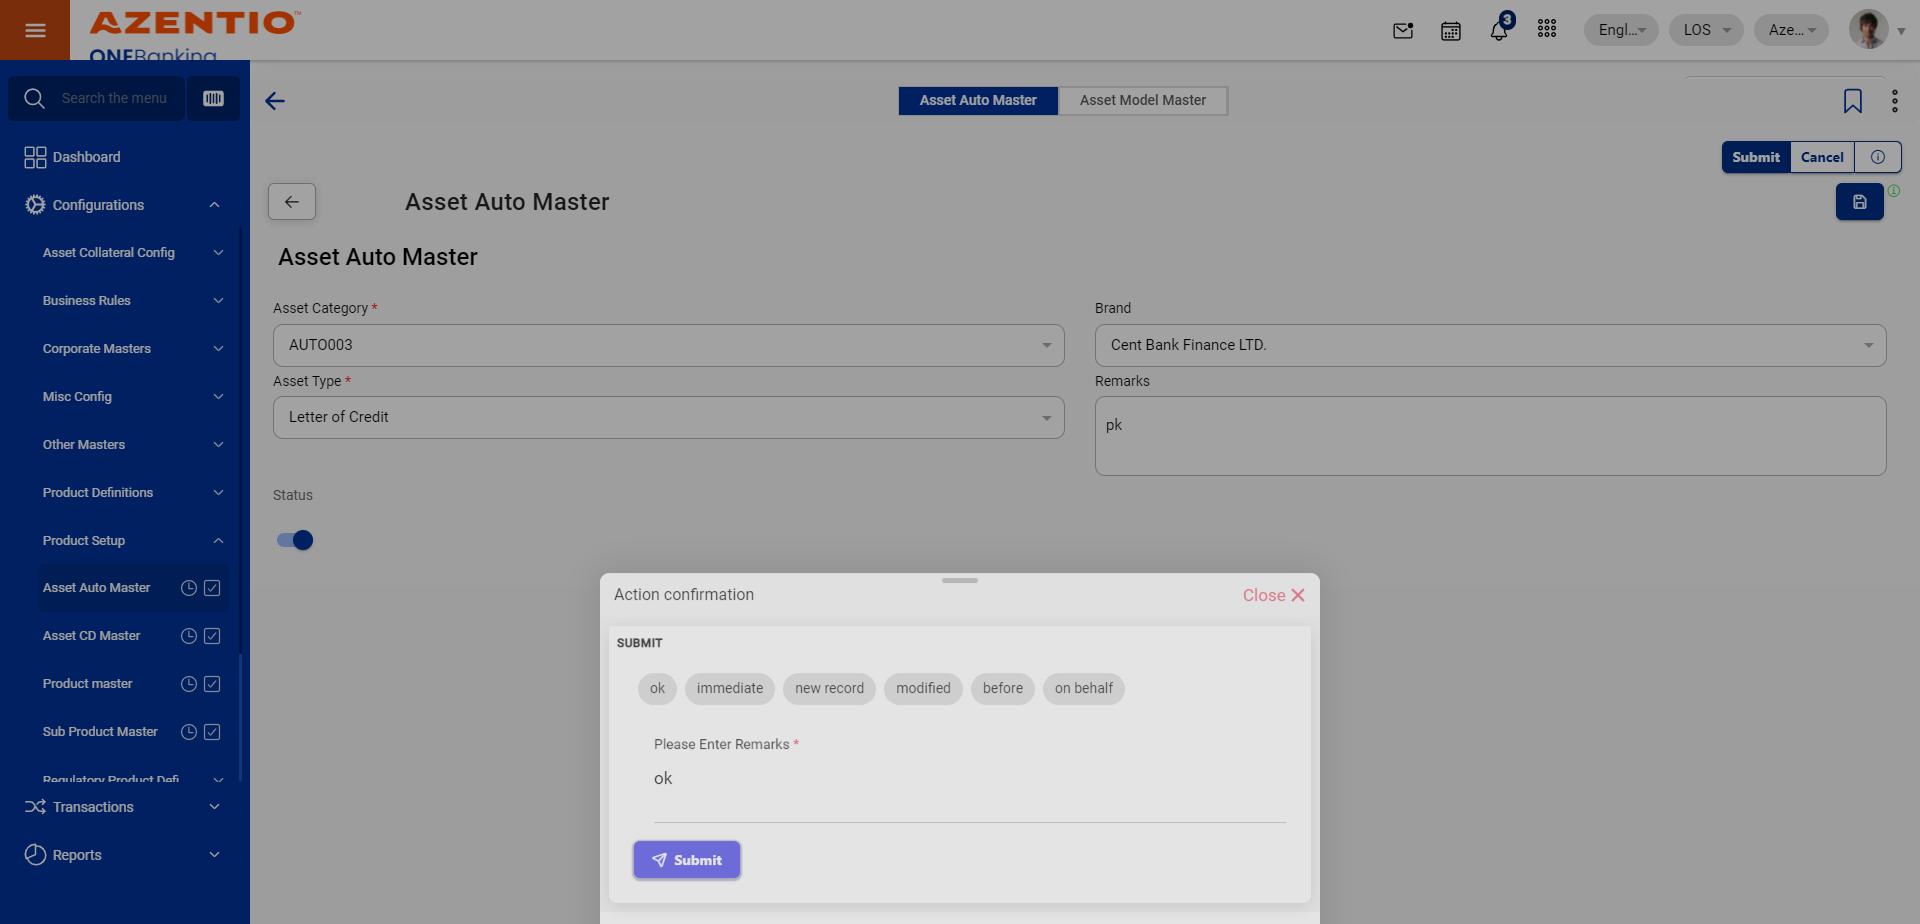 AZENTIO™
ONEBanking
3
Engl...
LOS
Aze...
Search the menu
Dashboard
Configurations
Asset Collateral Config
Business Rules
Corporate Masters
Misc Config
Other Masters
Product Definitions
Product Setup
Asset Auto Master
Asset CD Master
Product master
Sub Product Master
Regulatory Product Defi
Transactions
Reports
Asset Auto Master
Asset Model Master
Submit
Cancel
Asset Auto Master
Asset Auto Master
Asset Category *
AUTO003
Brand
Cent Bank Finance LTD.
Asset Type *
Letter of Credit
Remarks
pk
Status
Action confirmation
Close
SUBMIT
ok
immediate
new record
modified
before
on behalf
Please Enter Remarks *
ok
Submit